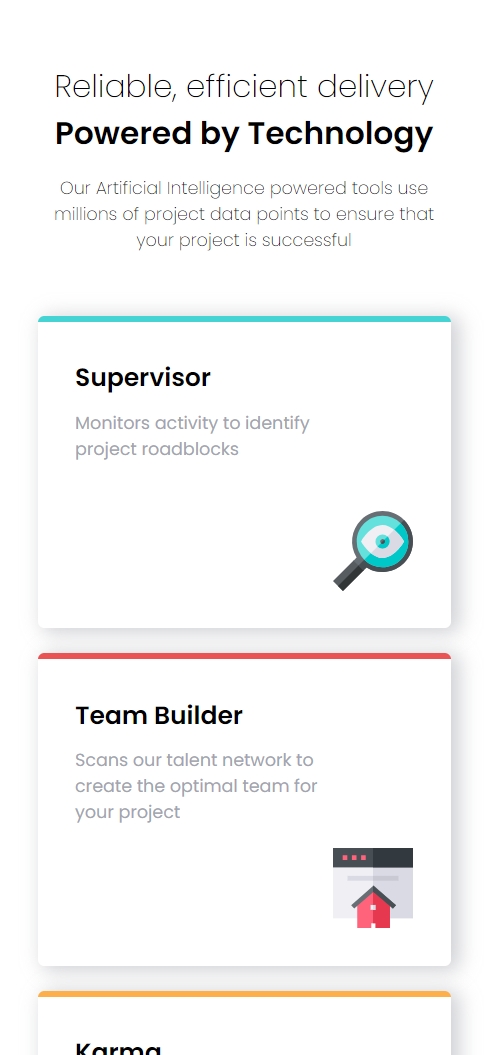 Reliable, efficient delivery
Powered by Technology
Our Artificial Intelligence powered tools use
millions of project data points to ensure that
your project is successful
Supervisor
Monitors activity to identify
project roadblocks
Team Builder
Scans our talent network to
create the optimal team for
your project
Karma